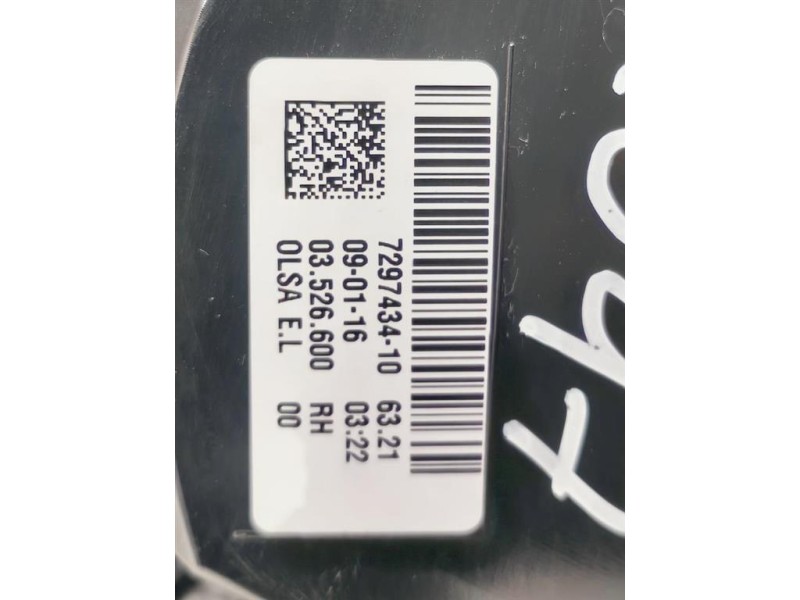 7297434-10 63.21
09-01-16 03:22
03.526.600 RH
OLSA E.L 00